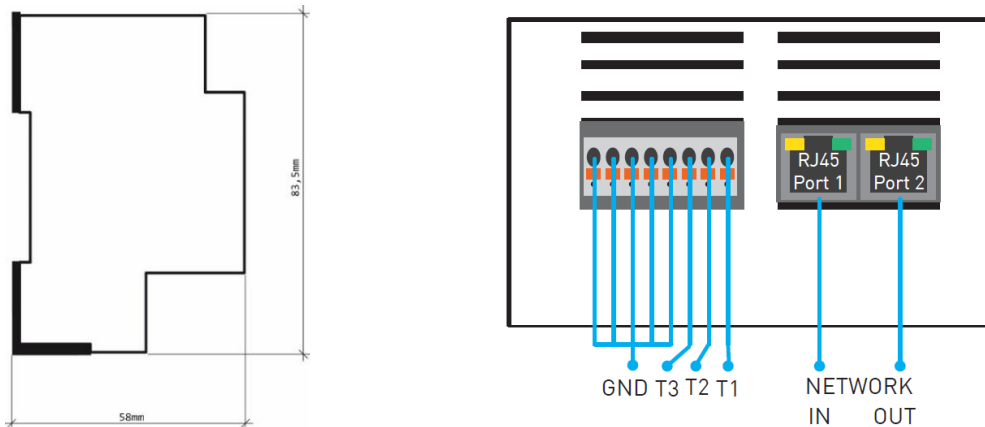 83,5mm
58mm
RJ45
Port 1
RJ45
Port 2
GND T3 T2 T1
NETWORK
IN OUT